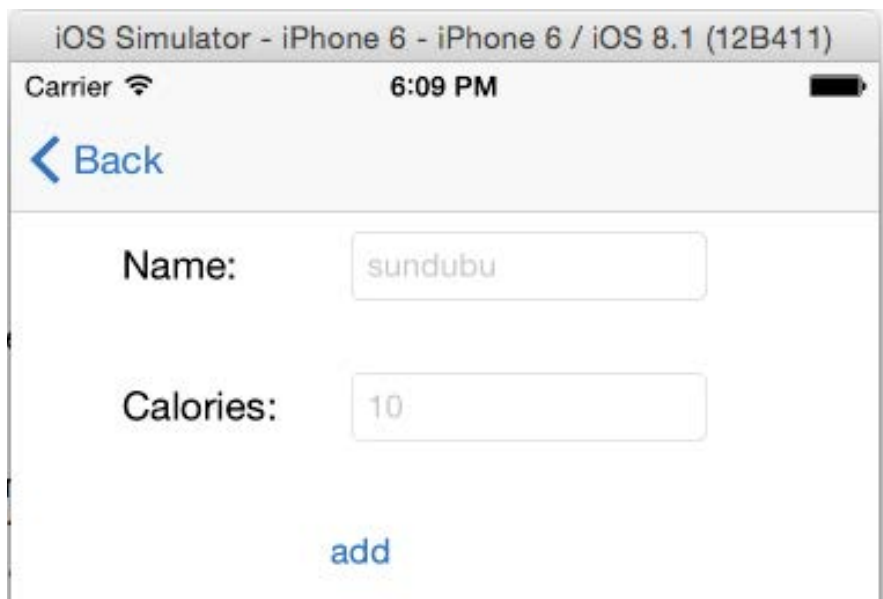 iOS Simulator - iPhone 6 - iPhone 6 / iOS 8.1 (12B411)
Carrier 6:09 PM
Back
Name: sundubu
Calories: 10
add